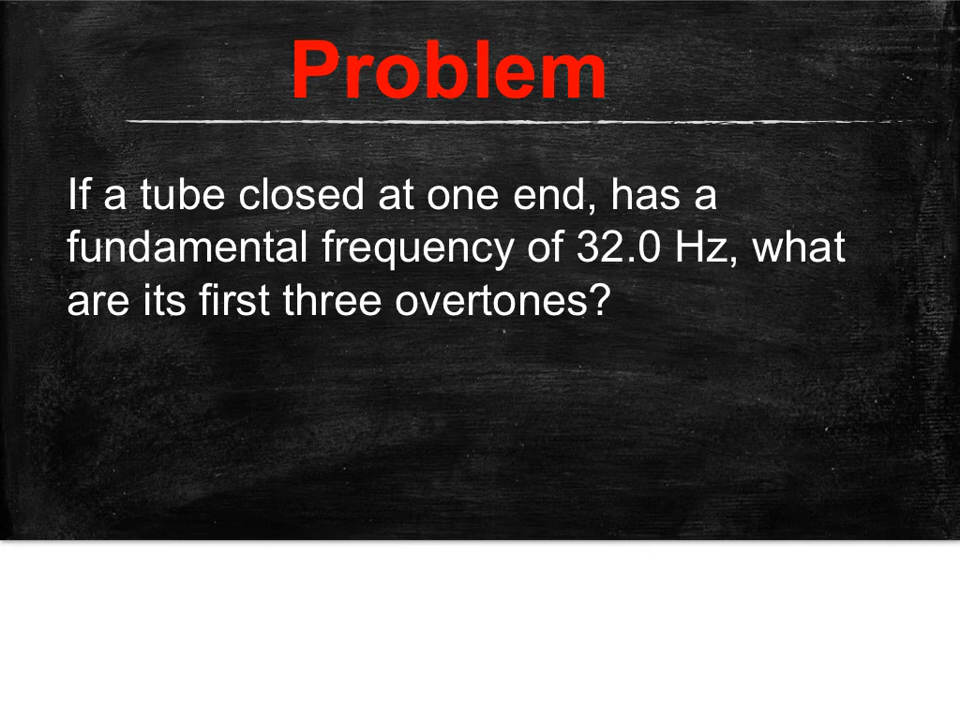 Problem
If a tube closed at one end, has a
fundamental frequency of 32.0 Hz, what
are its first three overtones?